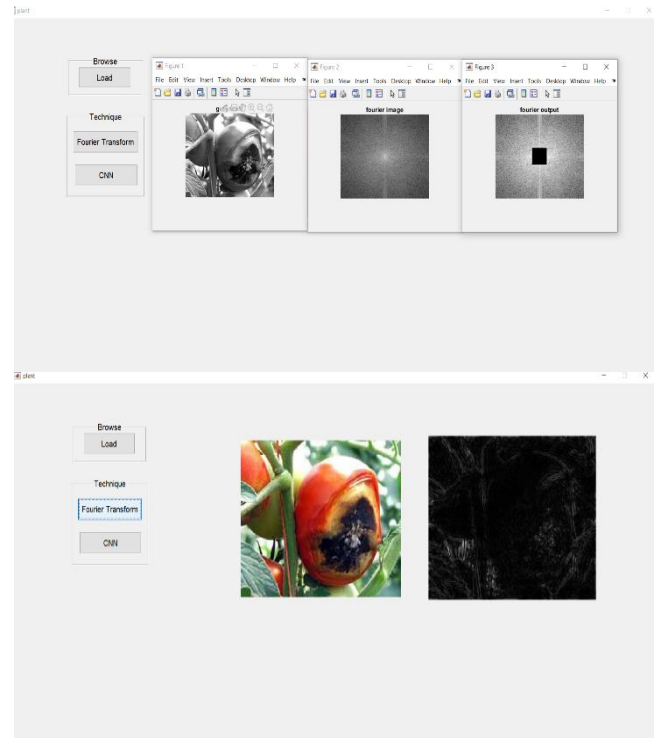 plant
Browse
Load
Technique
Fourier Transform
CNN
Figure 1
File Edit View Insert Tools Desktop Window Help
Figure 2
File Edit View Insert Tools Desktop Window Help
fourier image
Figure 3
File Edit View Insert Tools Desktop Window Help
fourier output
plant
Browse
Load
Technique
Fourier Transform
CNN